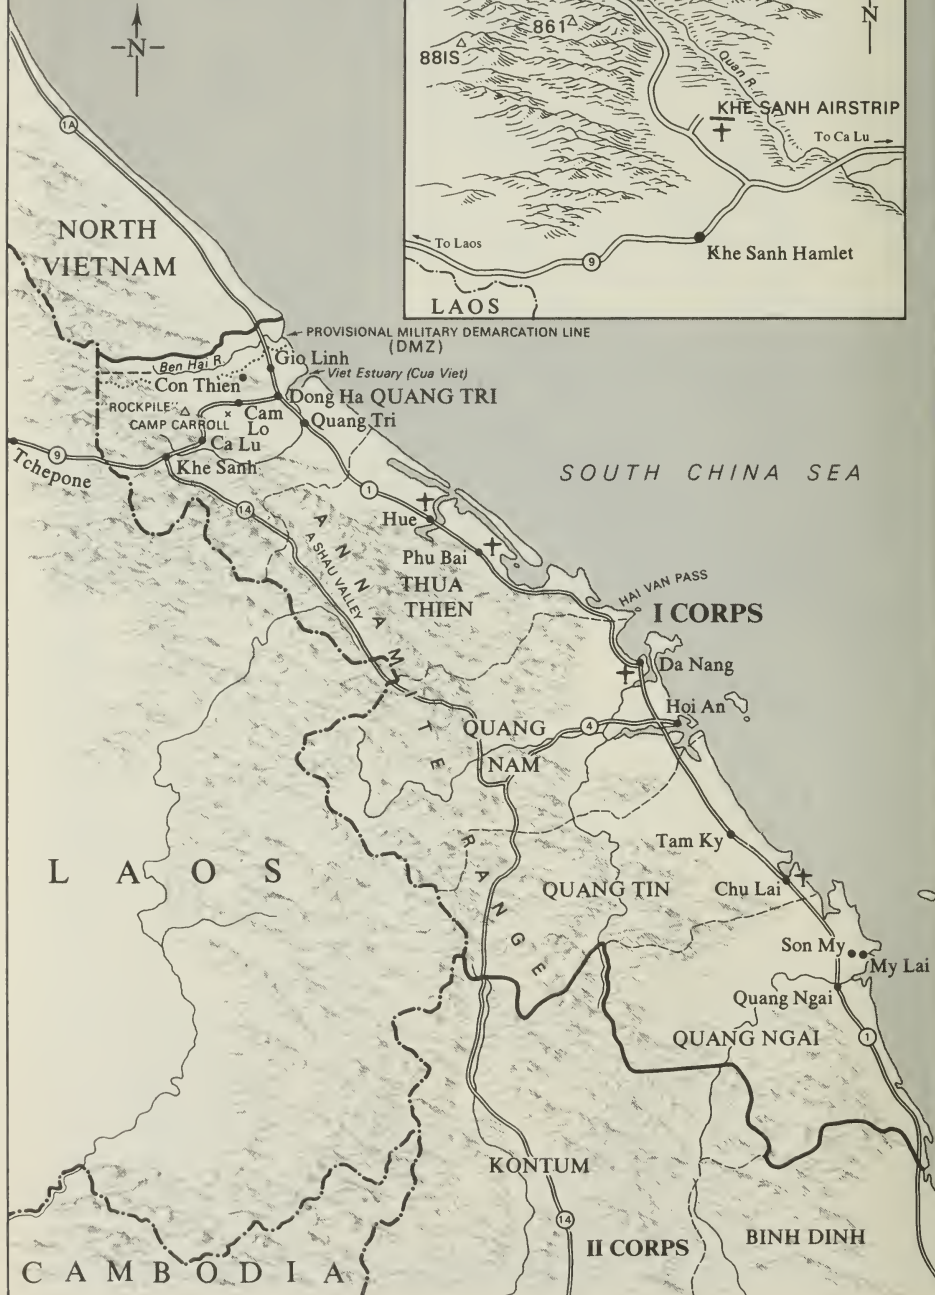 N
1A
NORTH
VIETNAM
861
881S
N
Quan R.
KHE SANH AIRSTRIP
To Ca Lu
To Laos
9
Khe Sanh Hamlet
LAOS
PROVISIONAL MILITARY DEMARCATION LINE
(DMZ)
Ben Hai R.
Gio Linh
Viet Estuary (Cua Viet)
Con Thien
Dong Ha
QUANG TRI
"ROCKPILE"
Cam
Lo
CAMP CARROLL
Quang Tri
Ca Lu
9
Tchepone
Khe Sanh
SOUTH CHINA SEA
14
1
Hue
ANNAMITE RANGE
A SHAU VALLEY
Phu Bai
THUA
THIEN
HAI VAN PASS
I CORPS
Da Nang
Hoi An
QUANG
NAM
4
Tam Ky
LAOS
QUANG TIN
Chu Lai
Son My
My Lai
Quang Ngai
QUANG NGAI
1
KONTUM
14
II CORPS
BINH DINH
CAMBODIA